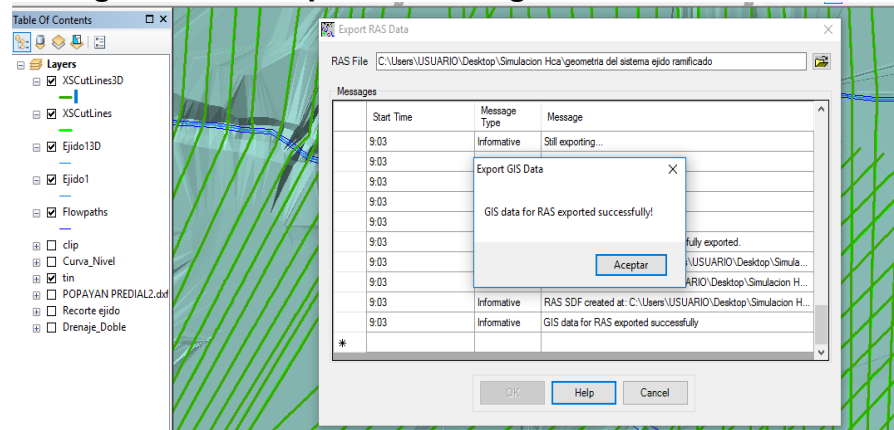 Table Of Contents
Layers
XSCutLines3D
XSCutLines
Ejido13D
Ejido1
Flowpaths
clip
Curva_Nivel
tin
POPAYAN PREDIAL2.dxf
Recorte ejido
Drenaje_Doble
Export RAS Data
RAS File C:\Users\USUARIO\Desktop\Simulacion Hca\geometria del sistema ejido ramificado
Messages
Start Time Message Type Message
9:03 Informative Still exporting...
9:03
9:03
9:03
9:03
9:03 fully exported.
9:03 \USUARIO\Desktop\Simula...
9:03 ARIO\Desktop\Simulacion H...
9:03 Informative RAS SDF created at: C:\Users\USUARIO\Desktop\Simulacion H...
9:03 Informative GIS data for RAS exported successfully
*
Export GIS Data
GIS data for RAS exported successfully!
Aceptar
OK Help Cancel